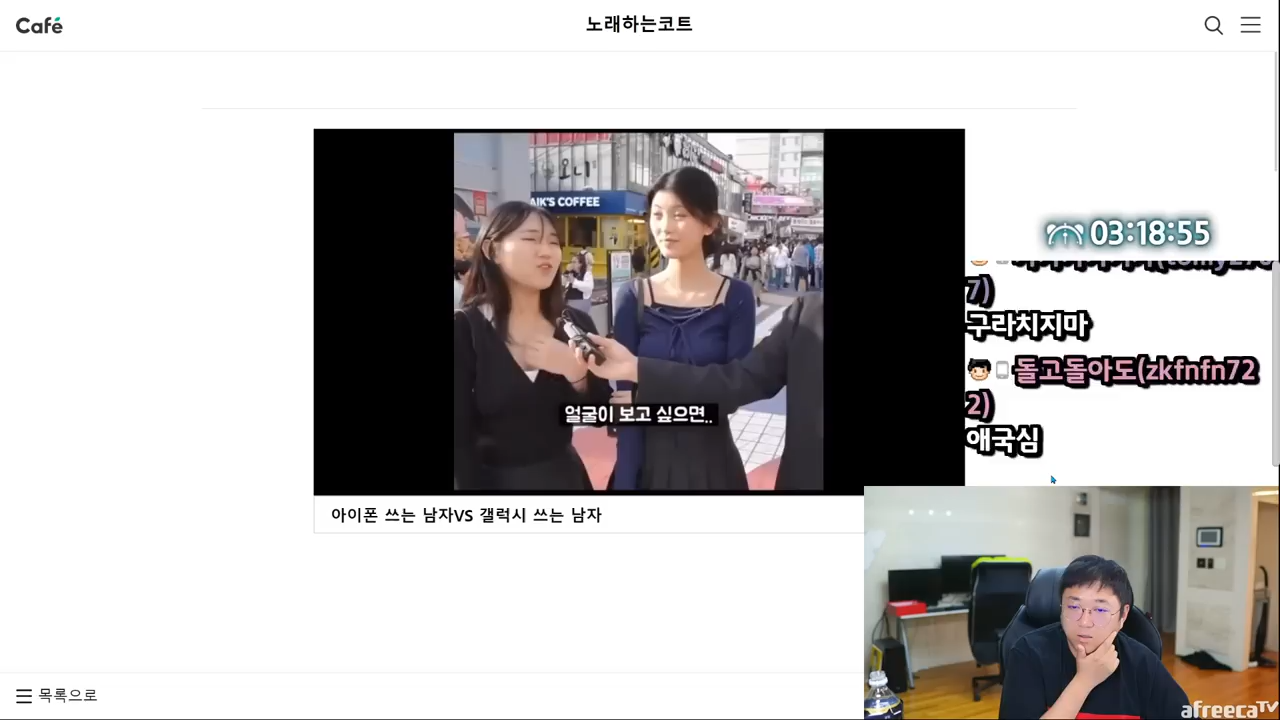 Café
노래하는코트
AIK'S COFFEE
얼굴이 보고 싶으면..
아이폰 쓰는 남자VS 갤럭시 쓰는 남자
03:18:55
7)
구라치지마
돌고돌아도(zkfnfn72
2)
애국심
목록으로
afreecaTV